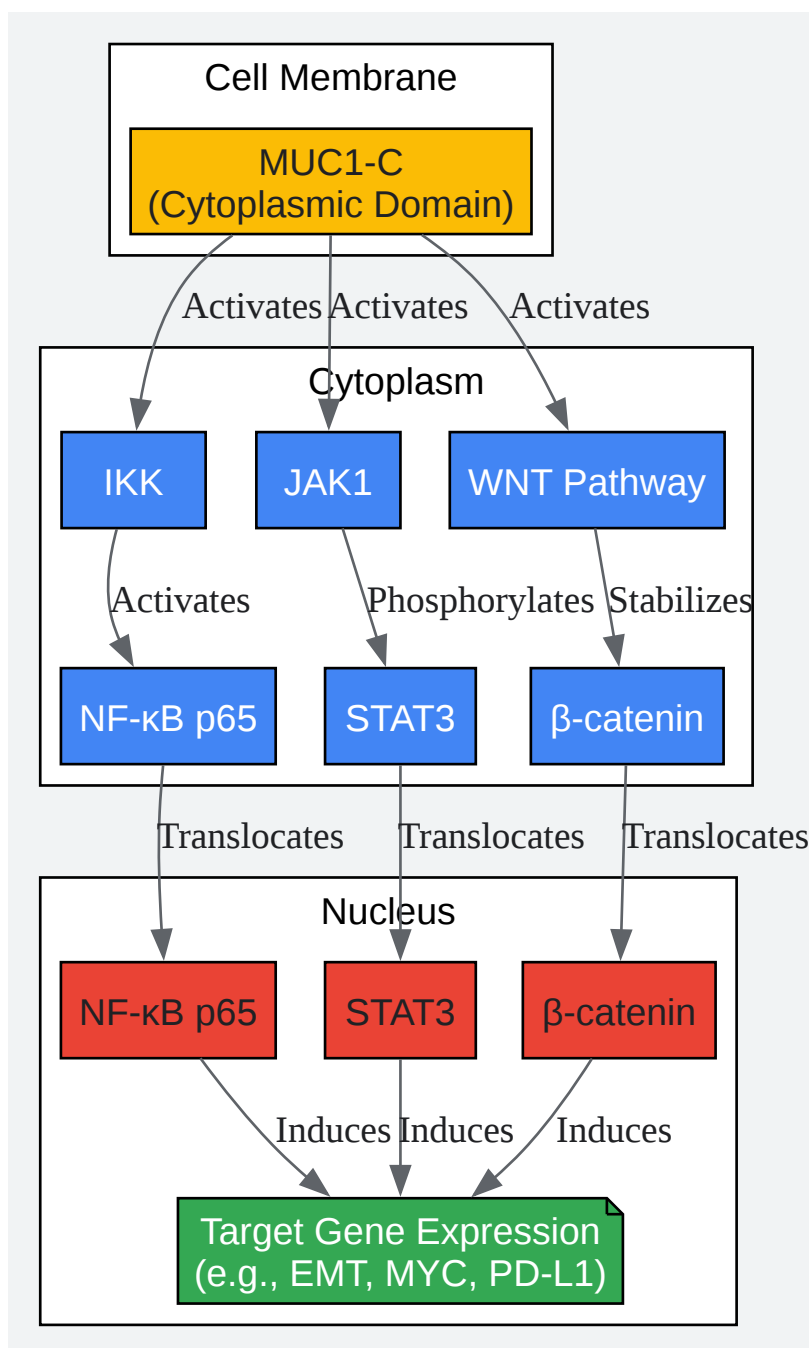 Cell Membrane
MUC1-C
(Cytoplasmic Domain)
Activates
Activates
Activates
Cytoplasm
IKK
JAK1
WNT Pathway
Activates
Phosphorylates
Stabilizes
NF-κB p65
STAT3
β-catenin
Translocates
Translocates
Translocates
Nucleus
NF-κB p65
STAT3
β-catenin
Induces
Induces
Induces
Target Gene Expression
(e.g., EMT, MYC, PD-L1)